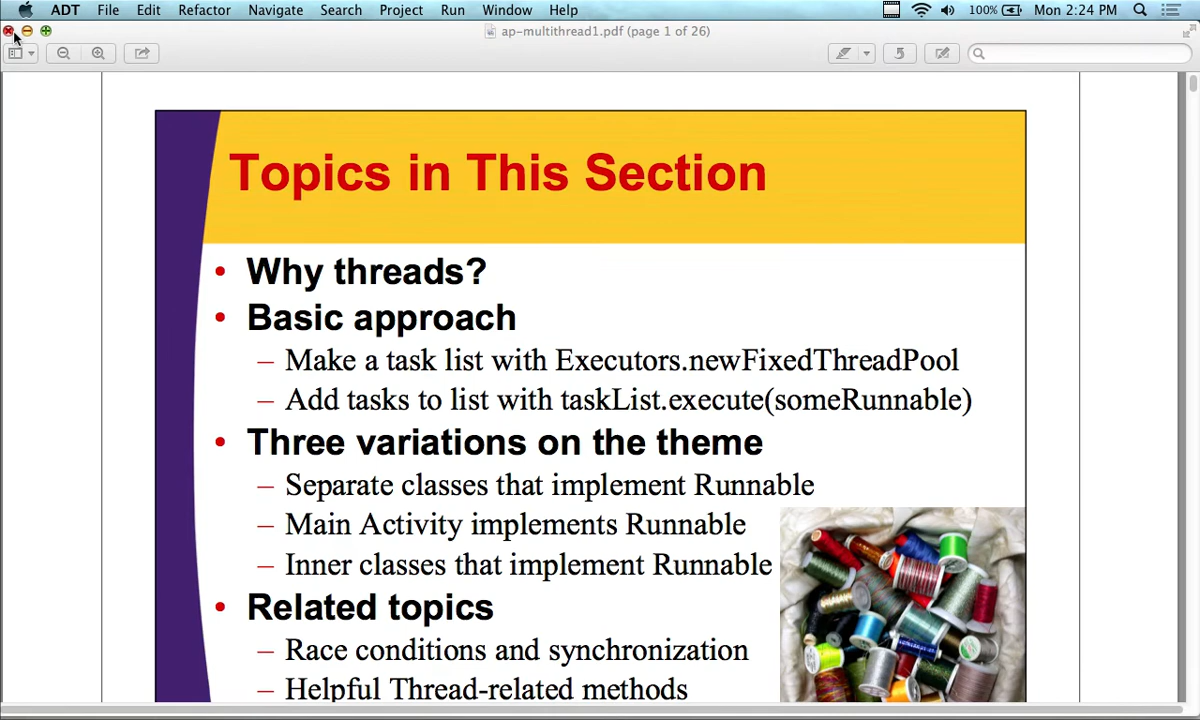 ADT File Edit Refactor Navigate Search Project Run Window Help 100% Mon 2:24 PM
ap-multithread1.pdf (page 1 of 26)
Topics in This Section
• Why threads?
• Basic approach
– Make a task list with Executors.newFixedThreadPool
– Add tasks to list with taskList.execute(someRunnable)
• Three variations on the theme
– Separate classes that implement Runnable
– Main Activity implements Runnable
– Inner classes that implement Runnable
• Related topics
– Race conditions and synchronization
– Helpful Thread-related methods